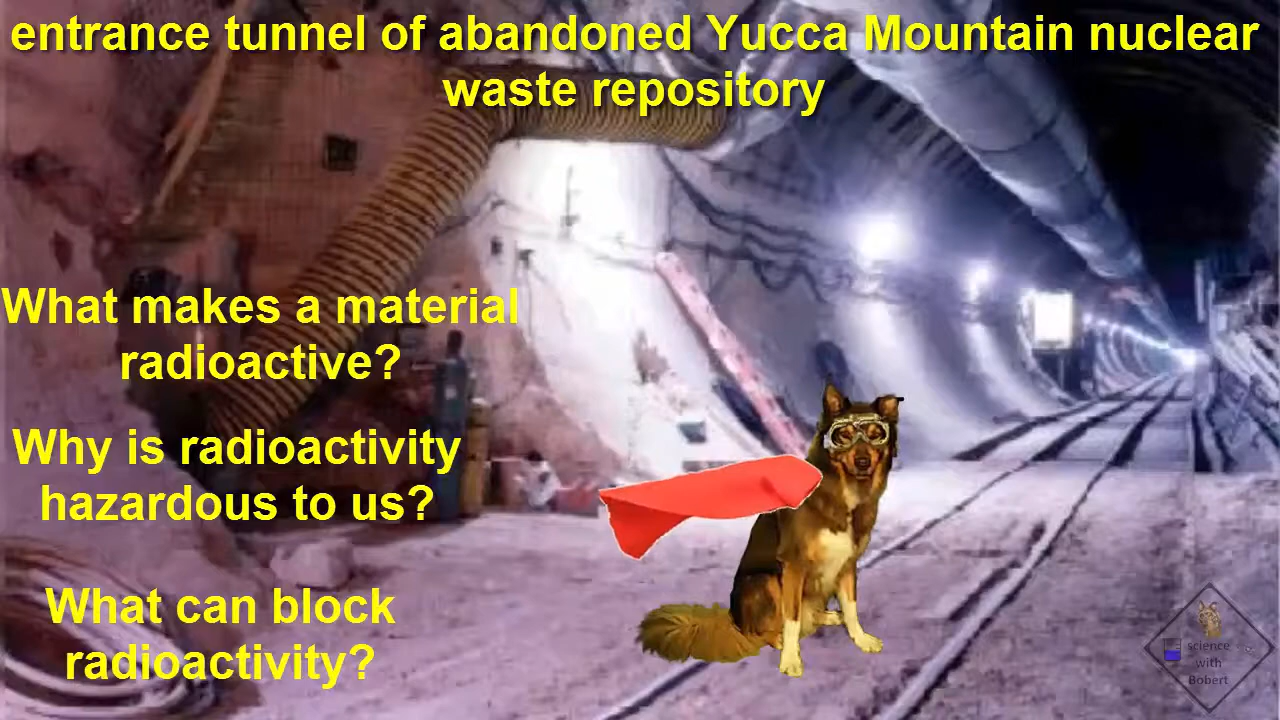 entrance tunnel of abandoned Yucca Mountain nuclear
waste repository
What makes a material
radioactive?
Why is radioactivity
hazardous to us?
What can block
radioactivity?
science
with
Bobert